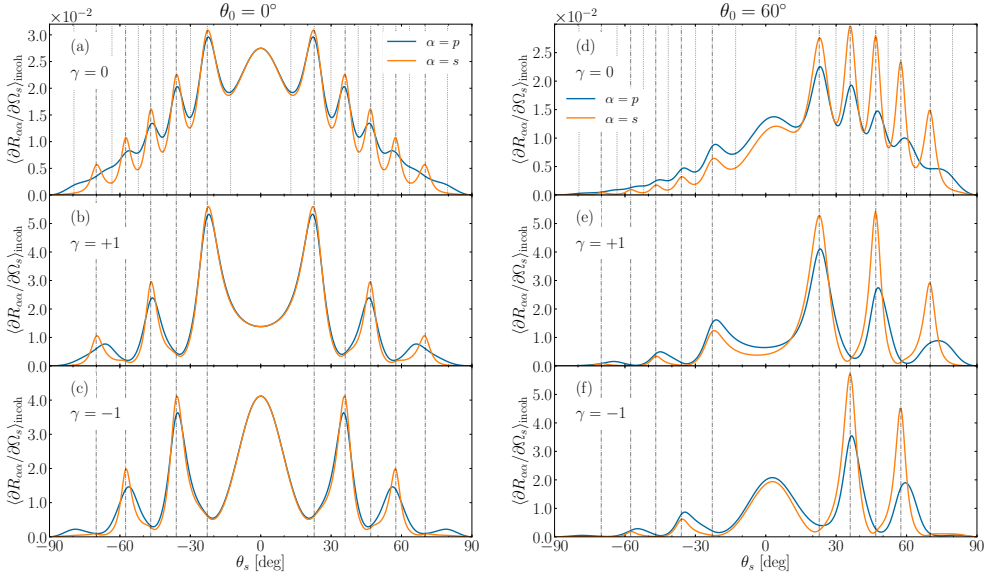 θ₀ = 0°
×10⁻²
(a)
γ = 0
α = p
α = s
⟨∂Rαα/∂Ωs⟩incoh
3.0
2.5
2.0
1.5
1.0
0.5
0.0
(b)
γ = +1
⟨∂Rαα/∂Ωs⟩incoh
5.0
4.0
3.0
2.0
1.0
0.0
(c)
γ = −1
⟨∂Rαα/∂Ωs⟩incoh
4.0
3.0
2.0
1.0
0.0
−90 −60 −30 0 30 60 90
θs [deg]
θ₀ = 60°
×10⁻²
(d)
γ = 0
α = p
α = s
⟨∂Rαα/∂Ωs⟩incoh
2.5
2.0
1.5
1.0
0.5
0.0
(e)
γ = +1
⟨∂Rαα/∂Ωs⟩incoh
5.0
4.0
3.0
2.0
1.0
0.0
(f)
γ = −1
⟨∂Rαα/∂Ωs⟩incoh
5.0
4.0
3.0
2.0
1.0
0.0
−90 −60 −30 0 30 60 90
θs [deg]